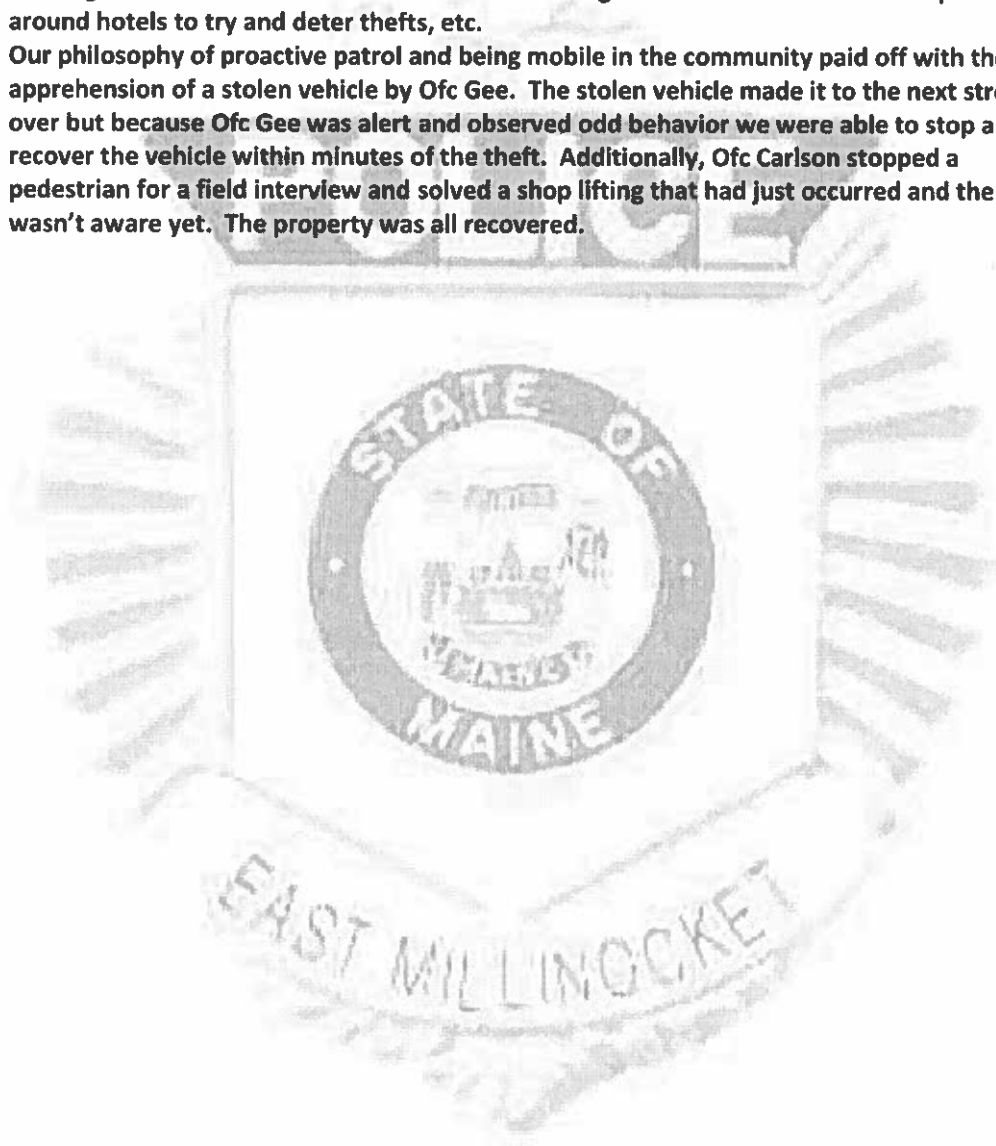 around hotels to try and deter thefts, etc.
Our philosophy of proactive patrol and being mobile in the community paid off with th
apprehension of a stolen vehicle by Ofc Gee. The stolen vehicle made it to the next str
over but because Ofc Gee was alert and observed odd behavior we were able to stop a
recover the vehicle within minutes of the theft. Additionally, Ofc Carlson stopped a
pedestrian for a field interview and solved a shop lifting that had just occurred and the
wasn't aware yet. The property was all recovered.
POLICE
STATE OF
MAINE
EAST MILLINOCKET